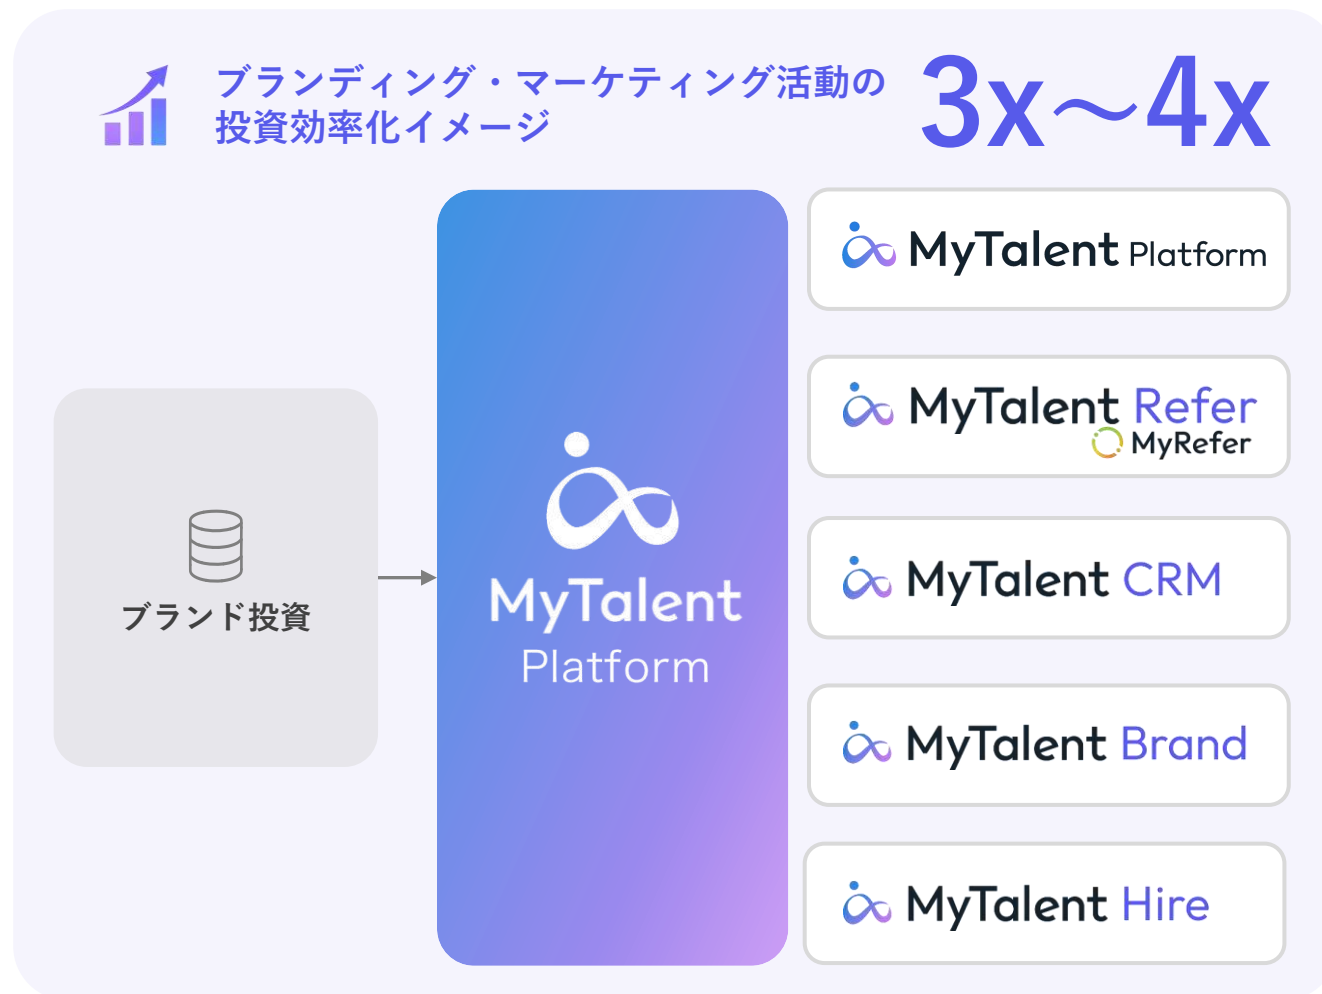 ブランディング・マーケティング活動の
投資効率化イメージ
3x〜4x
ブランド投資
MyTalent
Platform
MyTalent Platform
MyTalent Refer
MyRefer
MyTalent CRM
MyTalent Brand
MyTalent Hire